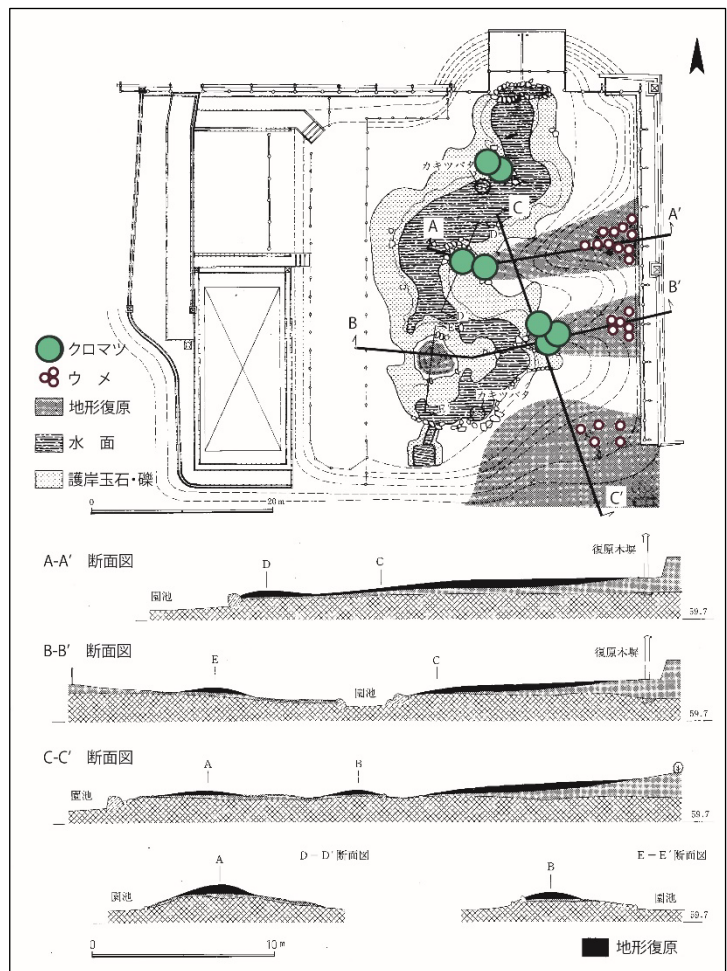 カキツバタ
C
A'
A
D
B'
B
D'
E
カキツバタ
クロマツ
ウ メ
地形復原
水 面
護岸玉石・礫
0
20 m
C'
A-A' 断面図
園池
D
C
復原木塀
59.7
B-B' 断面図
E
園池
C
復原木塀
59.7
C-C' 断面図
園池
A
B
59.7
D-D' 断面図
園池
A
E-E' 断面図
B
園池
59.7
0
10m
地形復原